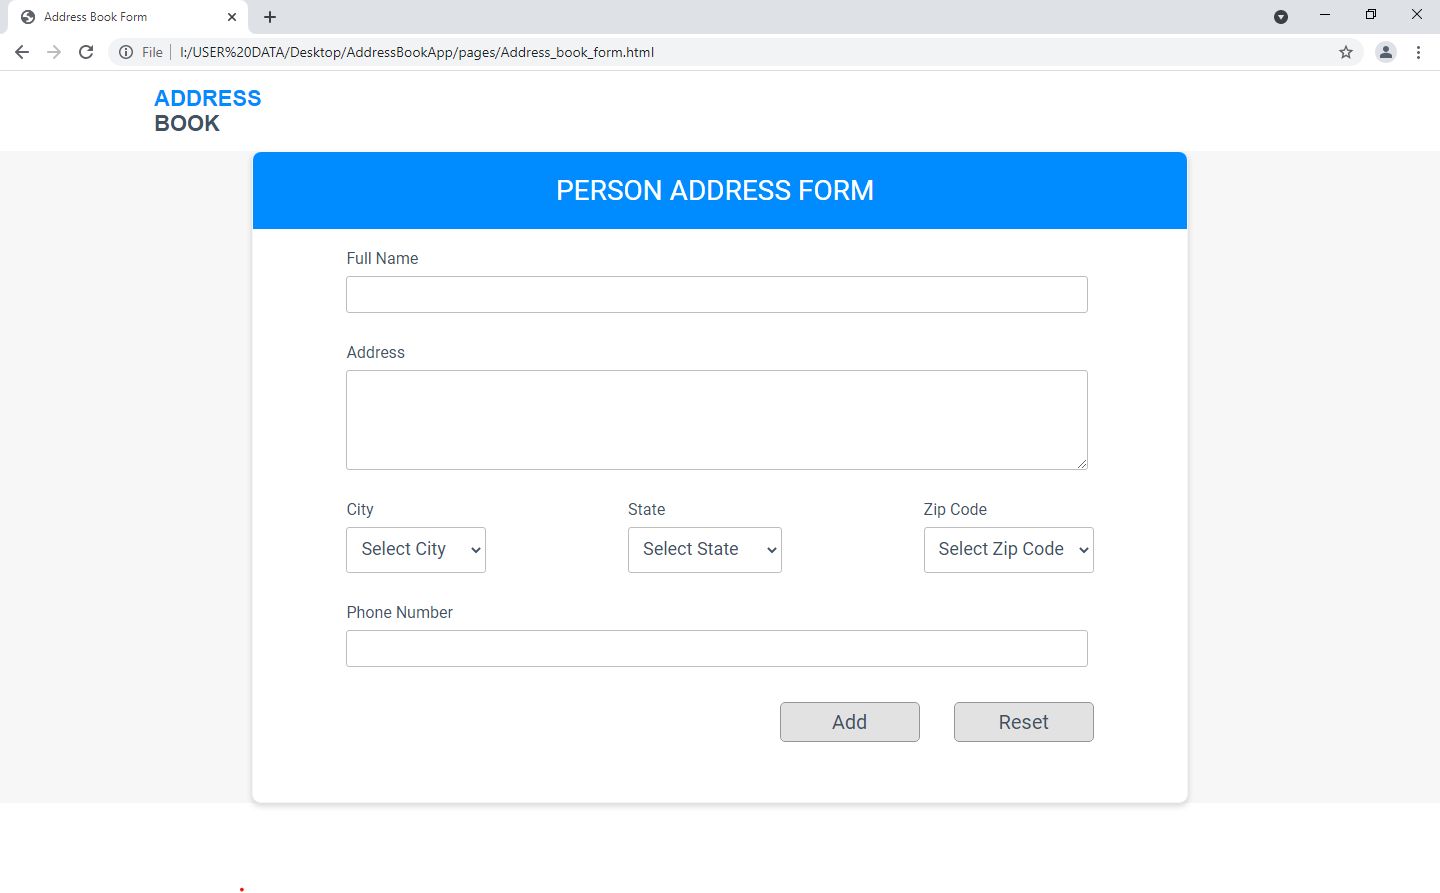 Address Book Form
File
I:/USER%20DATA/Desktop/AddressBookApp/pages/Address_book_form.html
ADDRESS
BOOK
PERSON ADDRESS FORM
Full Name
Address
City State Zip Code
Select City Select State Select Zip Code
Phone Number
Add Reset